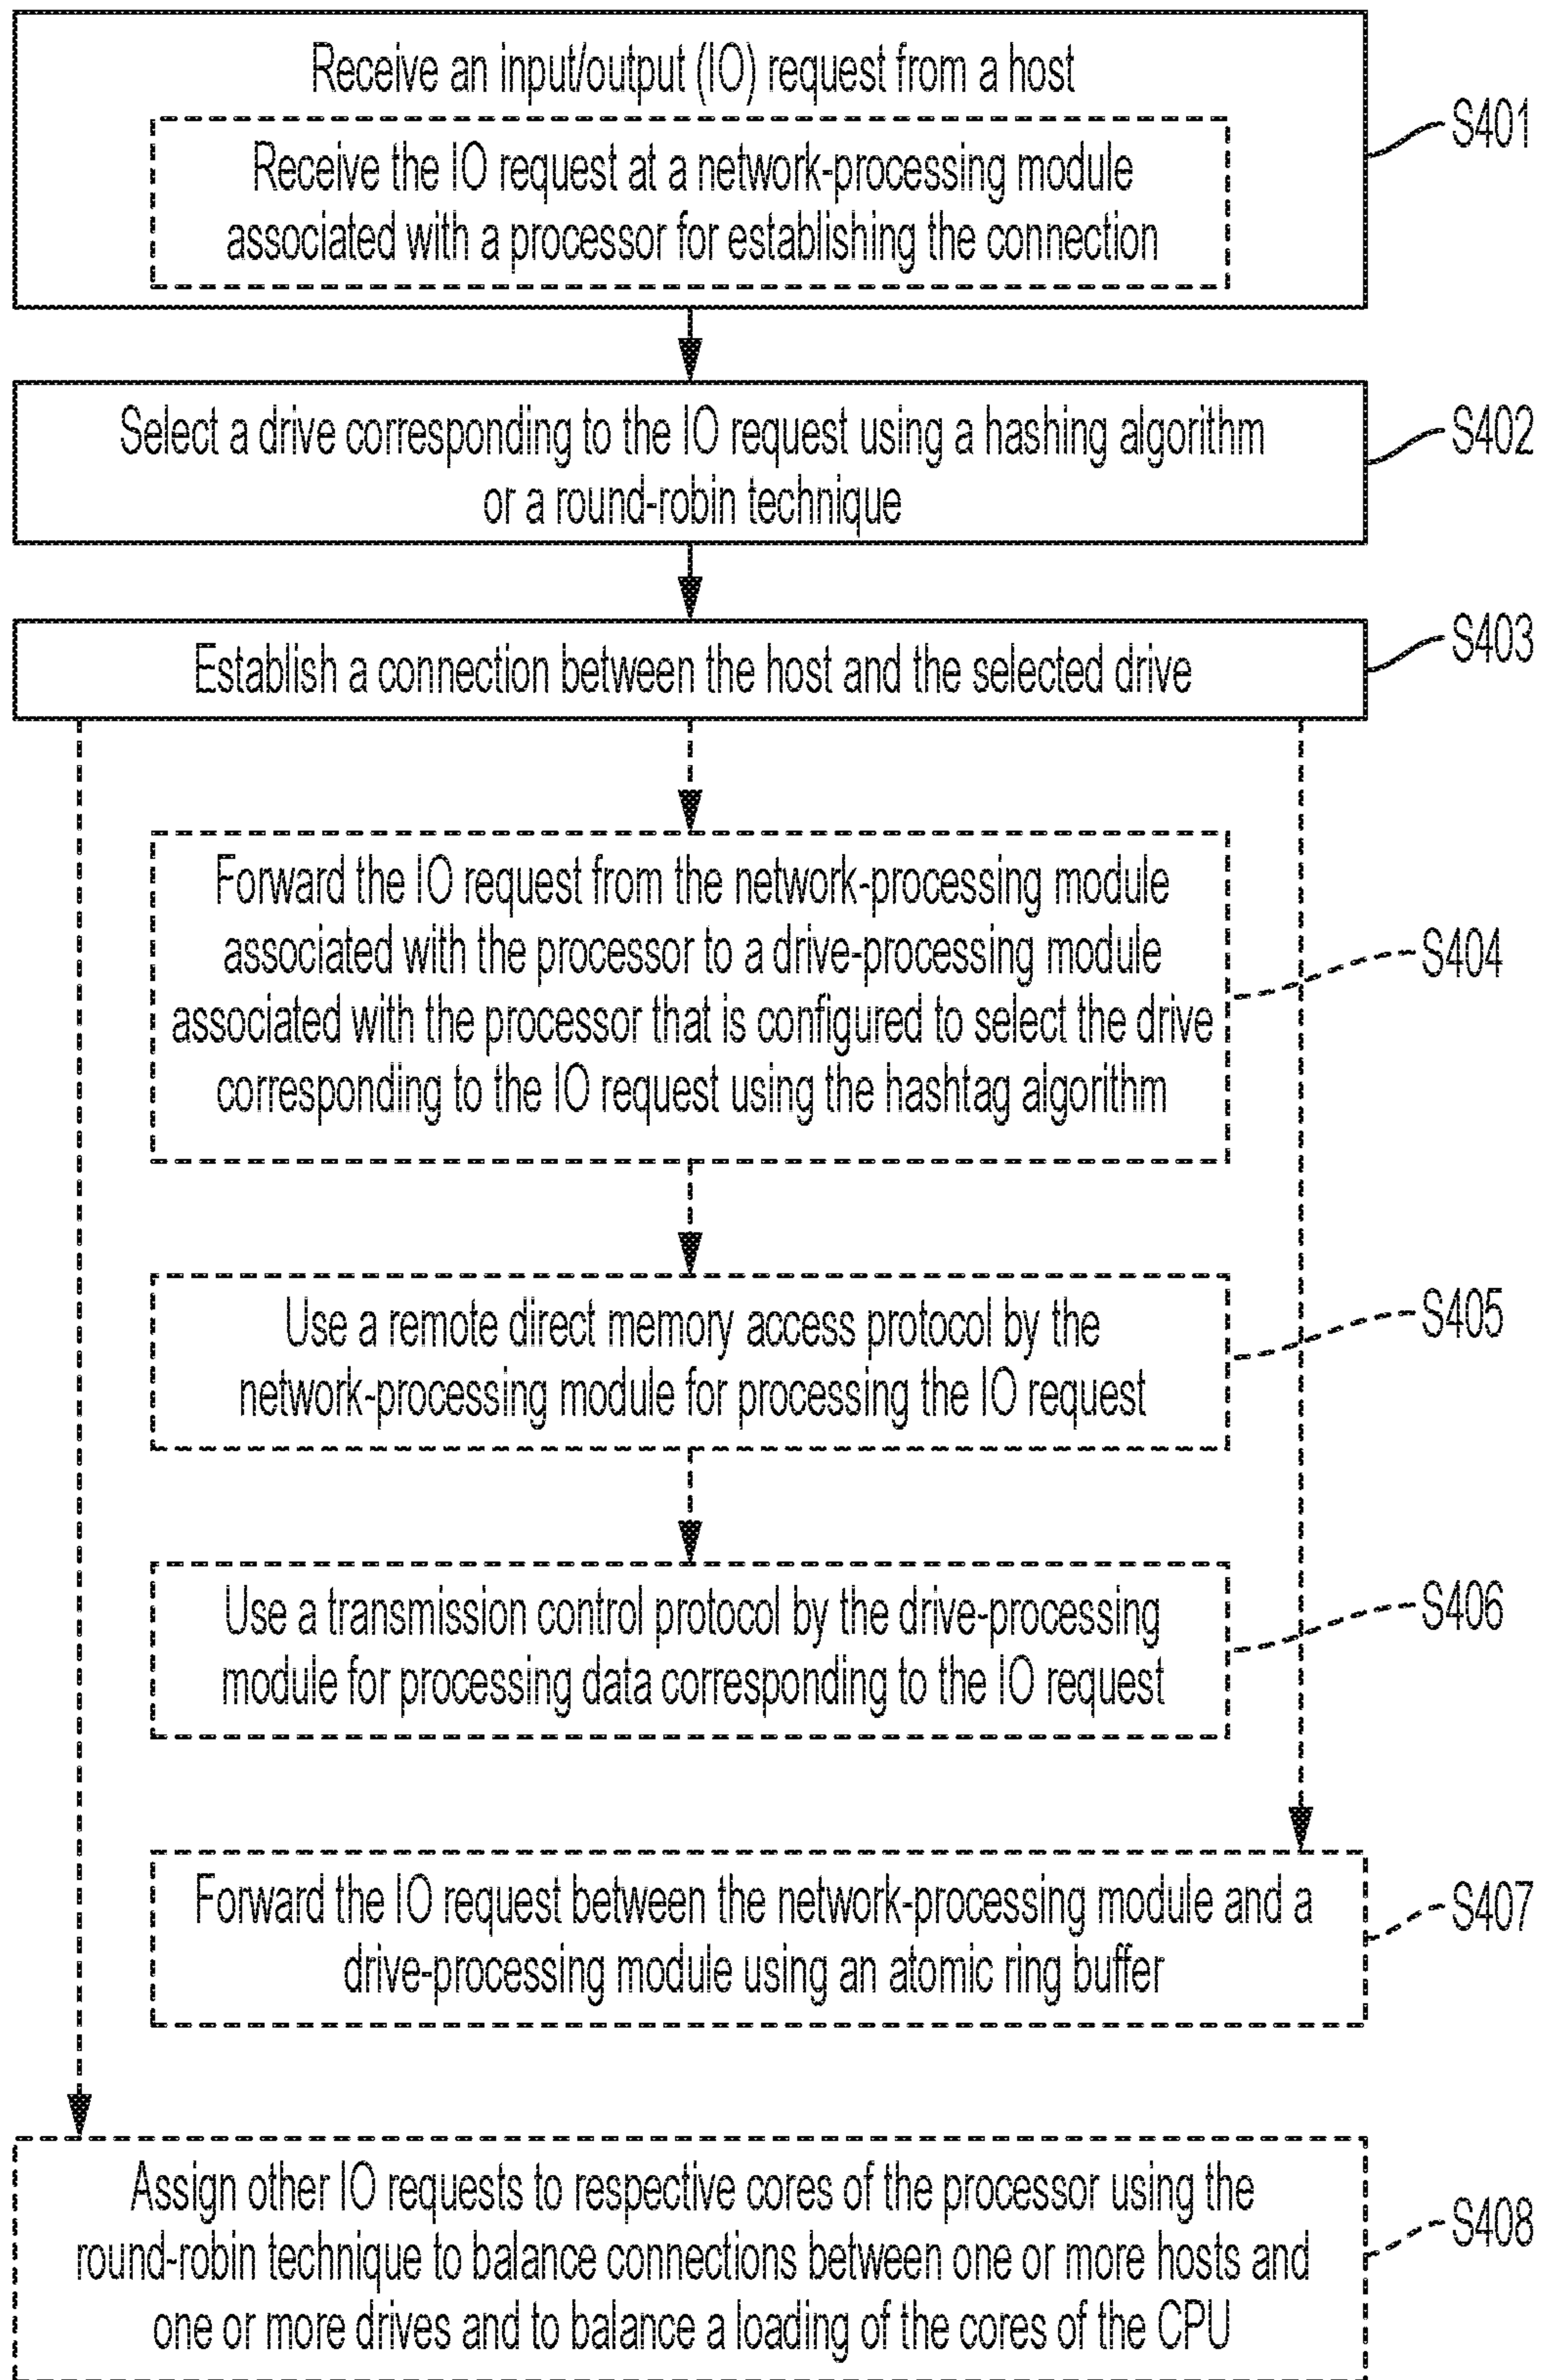 Receive an input/output (IO) request from a host
Receive the IO request at a network-processing module
associated with a processor for establishing the connection
S401
Select a drive corresponding to the IO request using a hashing algorithm
or a round-robin technique
S402
Establish a connection between the host and the selected drive
S403
Forward the IO request from the network-processing module
associated with the processor to a drive-processing module
associated with the processor that is configured to select the drive
corresponding to the IO request using the hashtag algorithm
S404
Use a remote direct memory access protocol by the
network-processing module for processing the IO request
S405
Use a transmission control protocol by the drive-processing
module for processing data corresponding to the IO request
S406
Forward the IO request between the network-processing module and a
drive-processing module using an atomic ring buffer
S407
Assign other IO requests to respective cores of the processor using the
round-robin technique to balance connections between one or more hosts and
one or more drives and to balance a loading of the cores of the CPU
S408